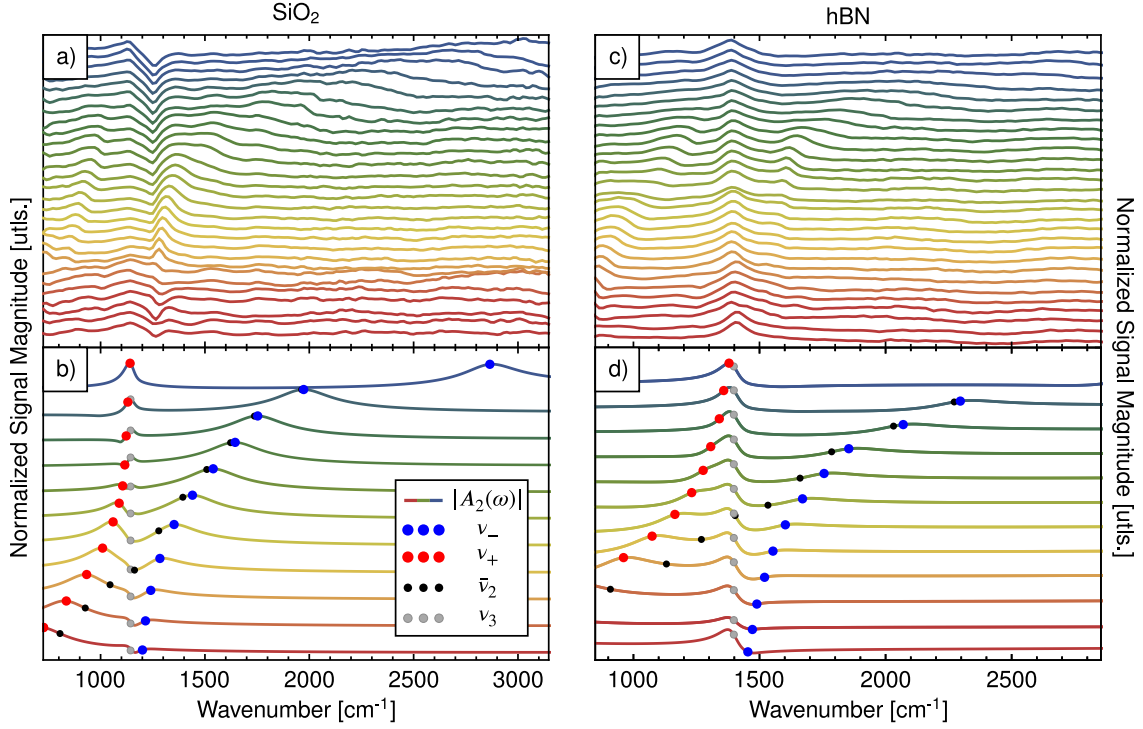 SiO₂
hBN
a)
c)
b)
d)
Normalized Signal Magnitude [utls.]
Normalized Signal Magnitude [utls.]
|A₂(ω)|
ν₋
ν₊
ν̄₂
ν₃
1000 1500 2000 2500 3000
1000 1500 2000 2500
Wavenumber [cm⁻¹]
Wavenumber [cm⁻¹]